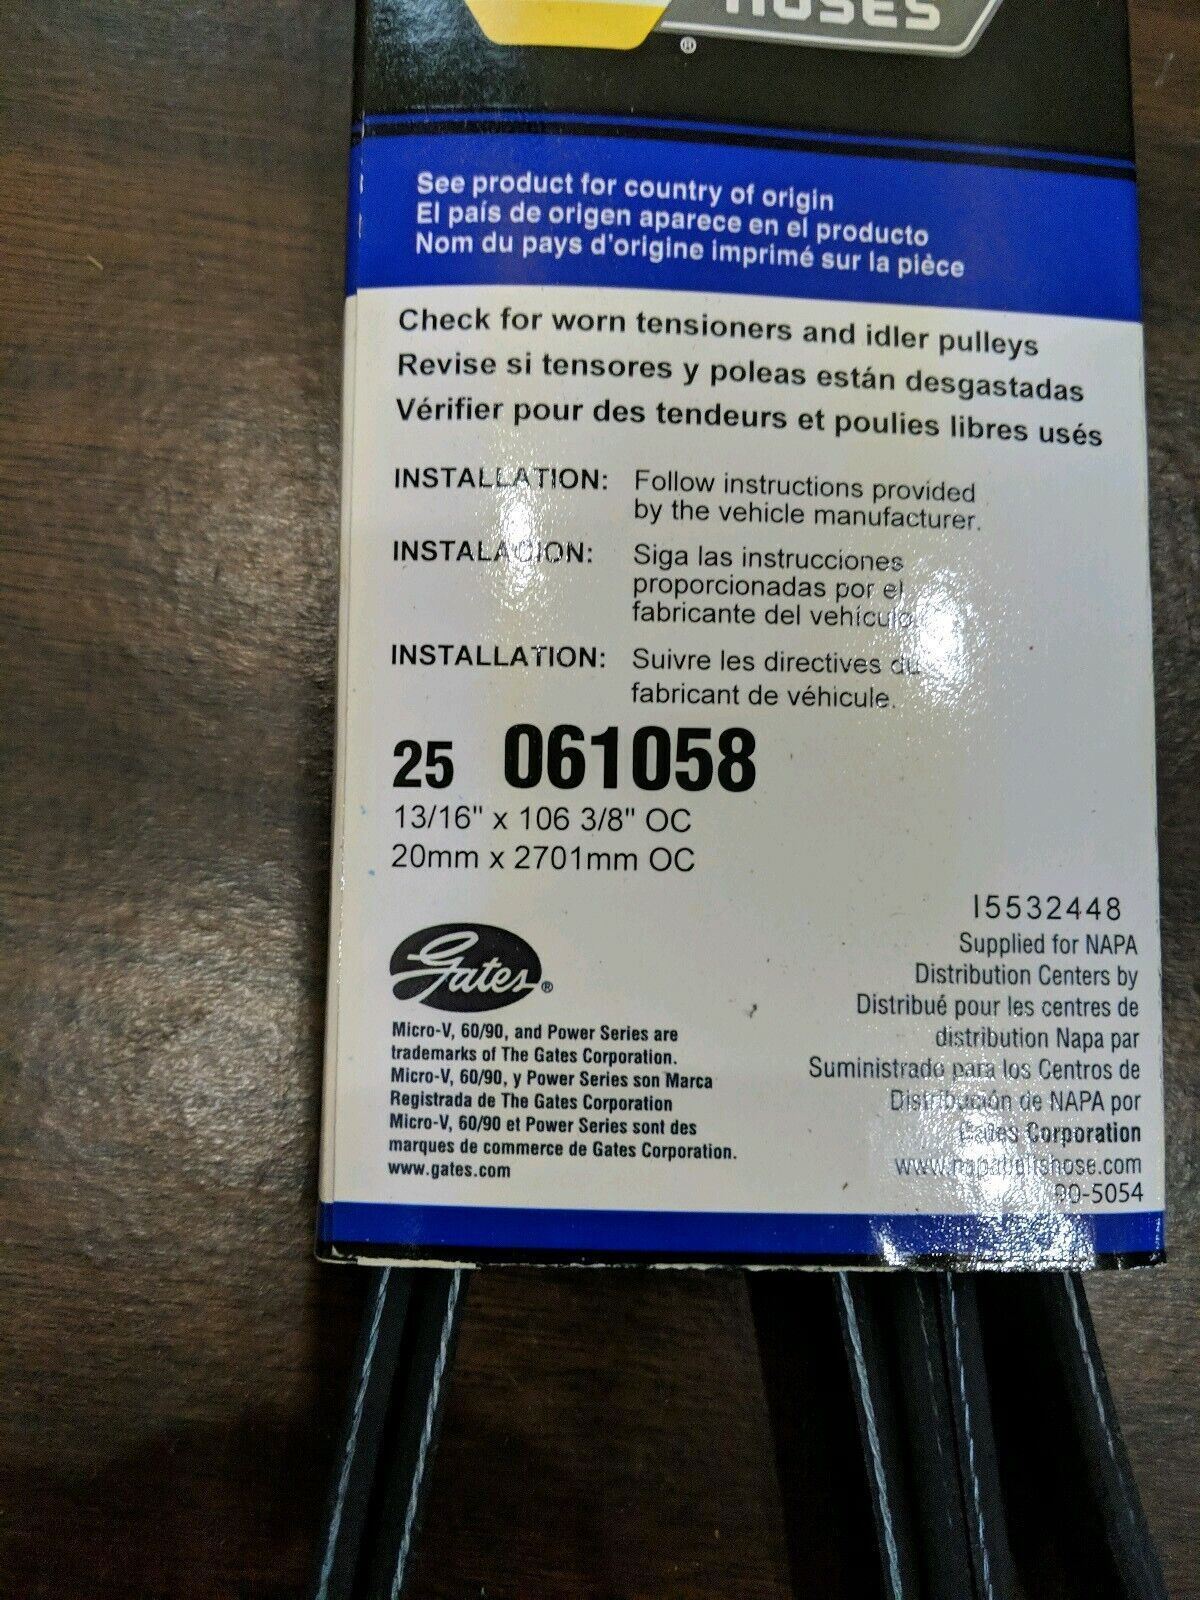 HOSES
®
See product for country of origin
El país de origen aparece en el producto
Nom du pays d'origine imprimé sur la pièce
Check for worn tensioners and idler pulleys
Revise si tensores y poleas están desgastadas
Vérifier pour des tendeurs et poulies libres usés
INSTALLATION: Follow instructions provided
by the vehicle manufacturer.
INSTALACION: Siga las instrucciones
proporcionadas por el
fabricante del vehículo.
INSTALLATION: Suivre les directives du
fabricant de véhicule.
25 061058
13/16" x 106 3/8" OC
20mm x 2701mm OC
Gates®
Micro-V, 60/90, and Power Series are
trademarks of The Gates Corporation.
Micro-V, 60/90, y Power Series son Marca
Registrada de The Gates Corporation
Micro-V, 60/90 et Power Series sont des
marques de commerce de Gates Corporation.
www.gates.com
I5532448
Supplied for NAPA
Distribution Centers by
Distribué pour les centres de
distribution Napa par
Suministrado para los Centros de
Distribución de NAPA por
Gates Corporation
www.napabeltshose.com
90-5054